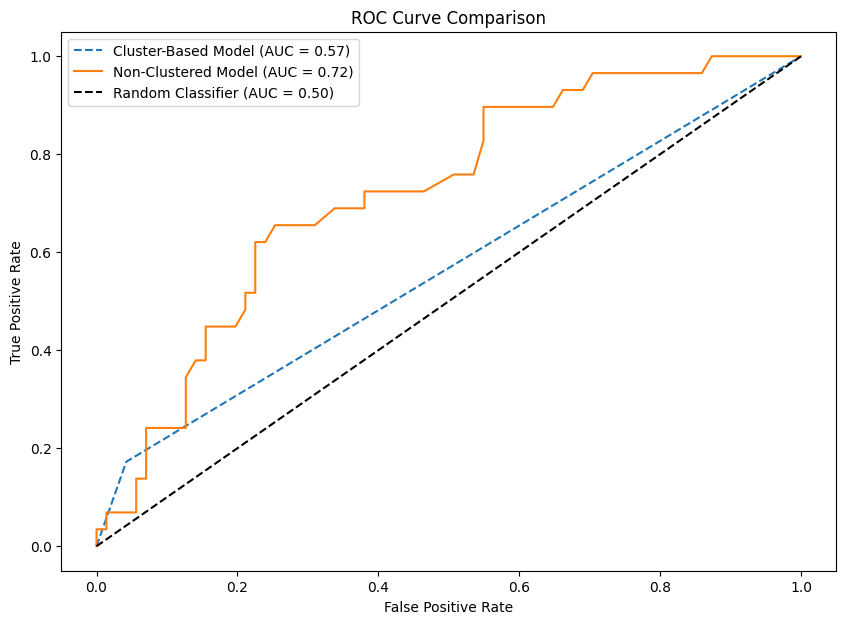 ROC Curve Comparison
Cluster-Based Model (AUC = 0.57)
Non-Clustered Model (AUC = 0.72)
Random Classifier (AUC = 0.50)
True Positive Rate
1.0
0.8
0.6
0.4
0.2
0.0
0.0 0.2 0.4 0.6 0.8 1.0
False Positive Rate